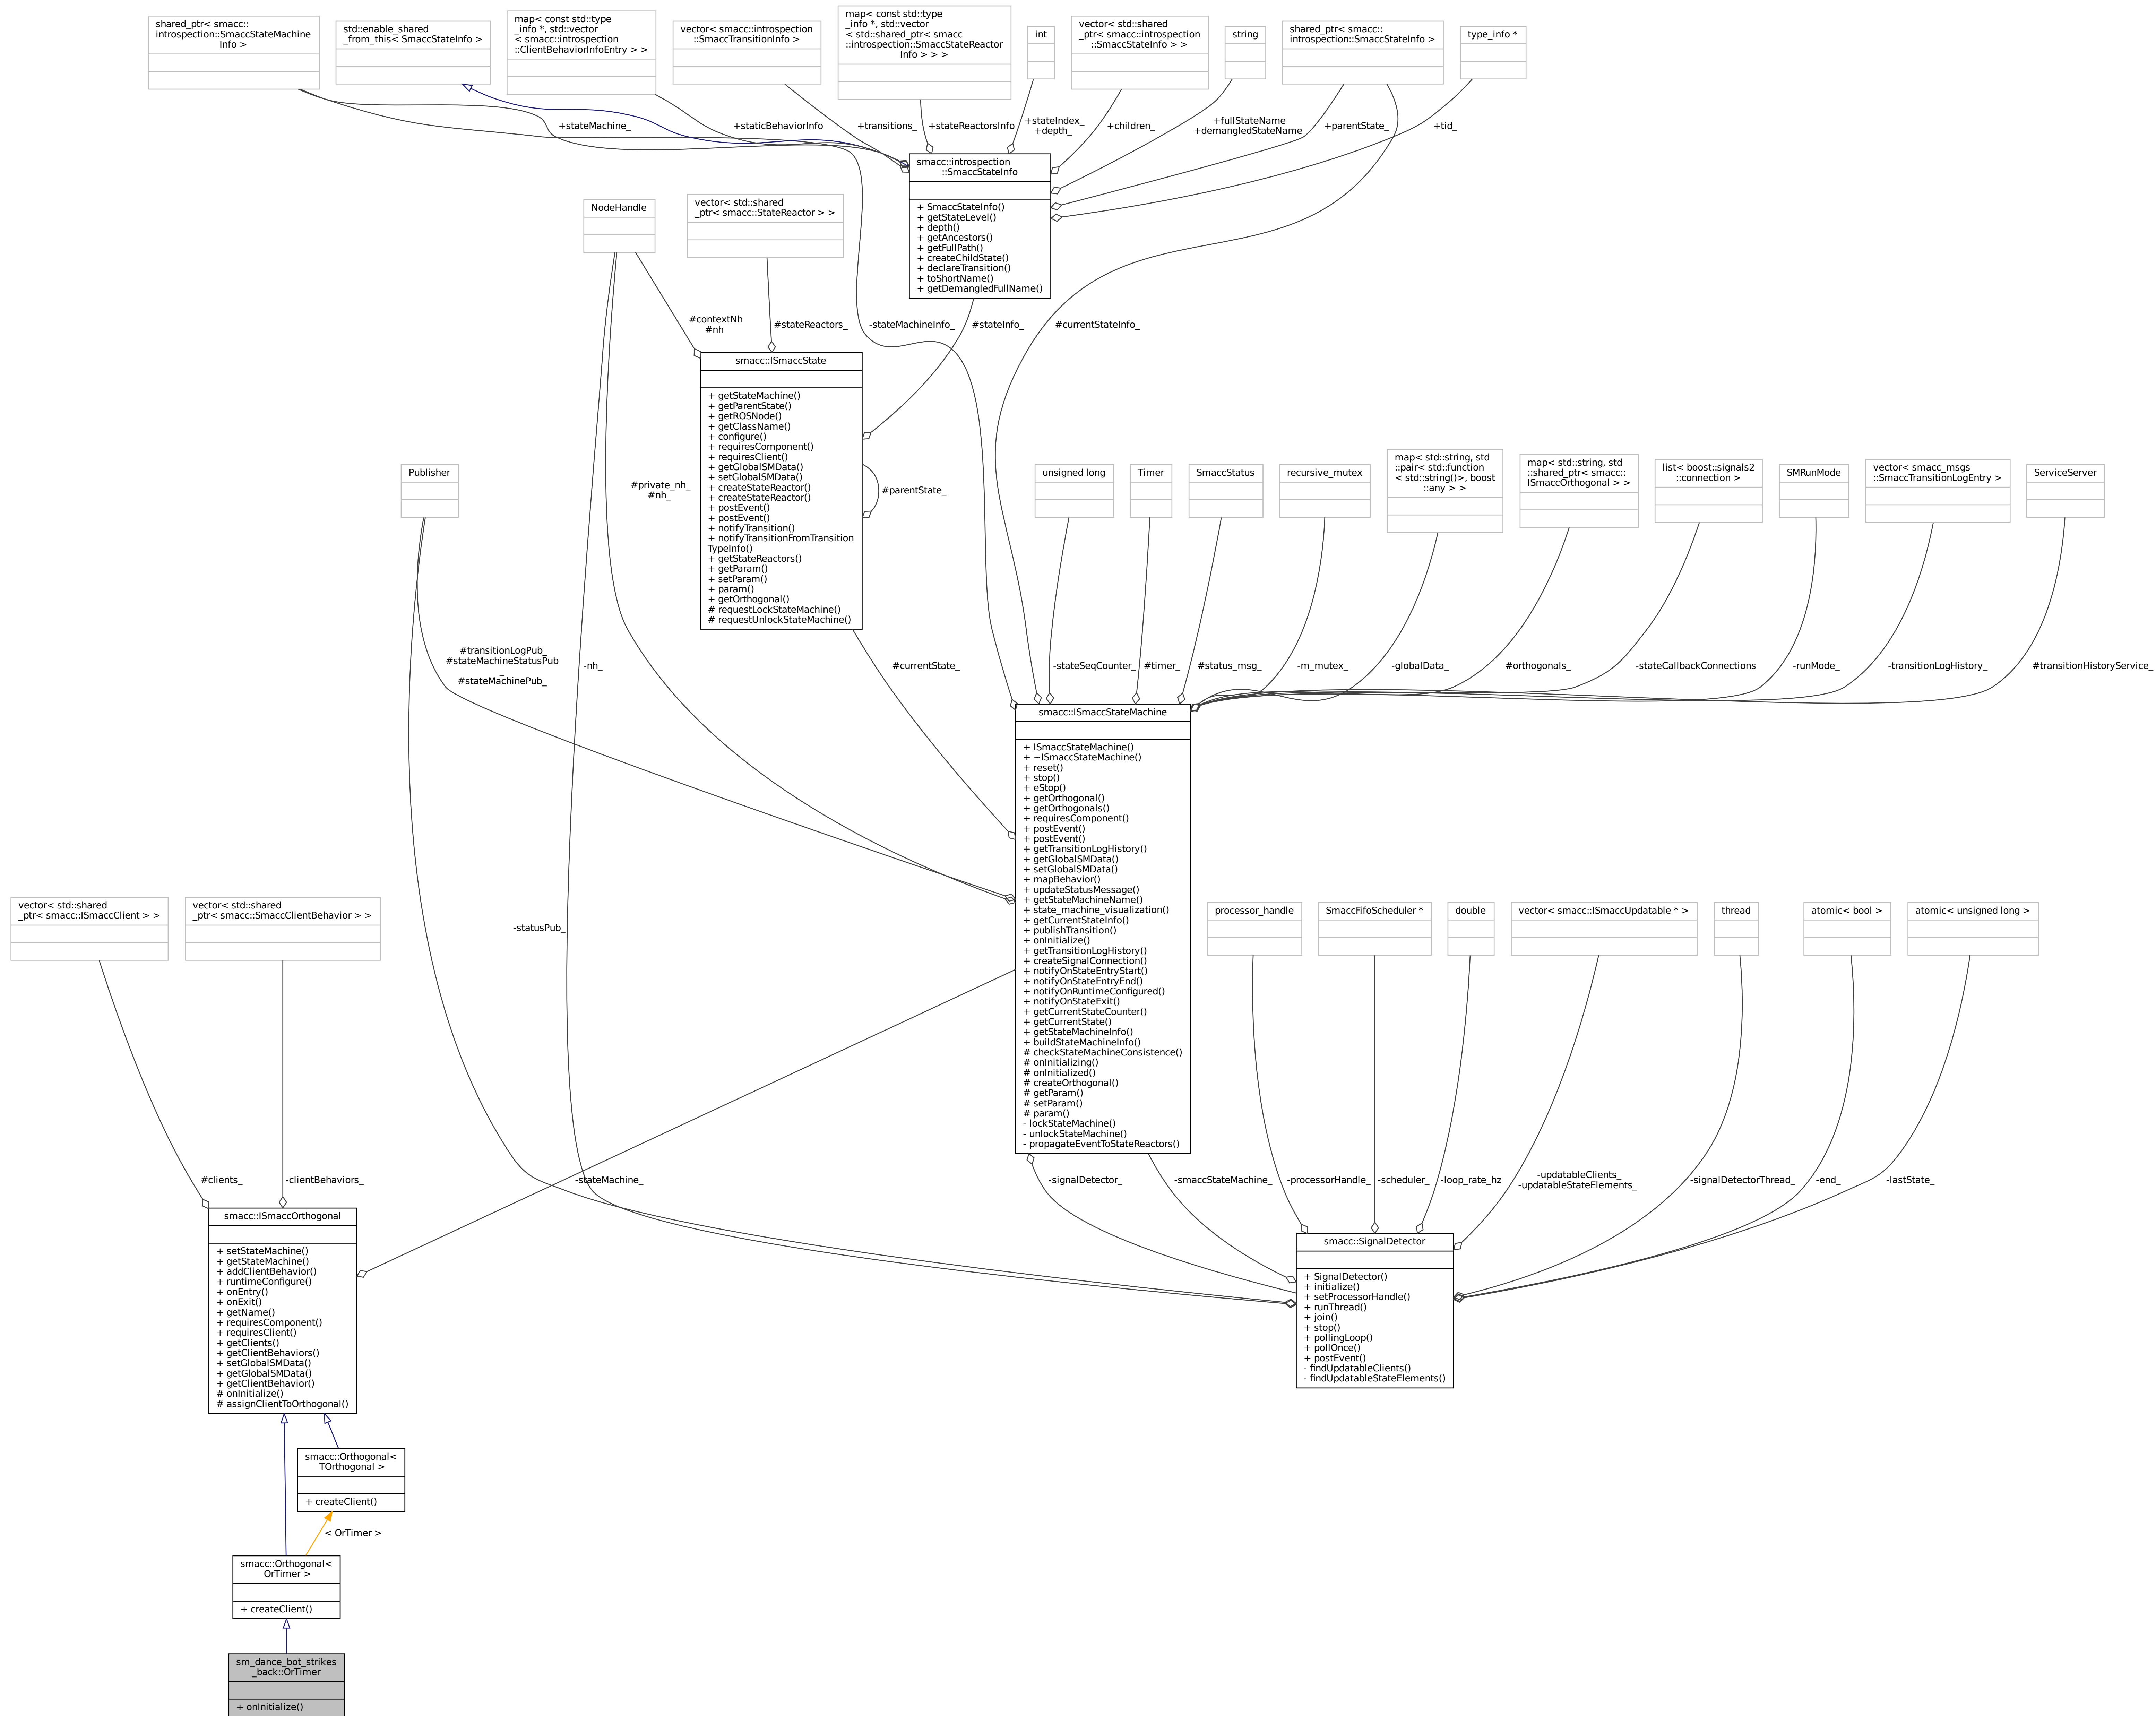 shared_ptr< smacc::
introspection::SmaccStateMachine
Info >
std::enable_shared
_from_this< SmaccStateInfo >
map< const std::type
_info *, std::vector
< smacc::introspection
::ClientBehaviorInfoEntry > >
vector< smacc::introspection
::SmaccTransitionInfo >
map< const std::type
_info *, std::vector
< std::shared_ptr< smacc
::introspection::SmaccStateReactor
Info > > >
int
vector< std::shared
_ptr< smacc::introspection
::SmaccStateInfo > >
string
shared_ptr< smacc::
introspection::SmaccStateInfo >
type_info *
+stateMachine_
+staticBehaviorInfo
+transitions_
+stateReactorsInfo
+stateIndex_
+depth_
+children_
+fullStateName
+demangledStateName
+parentState_
+tid_
smacc::introspection
::SmaccStateInfo
+ SmaccStateInfo()
+ getStateLevel()
+ depth()
+ getAncestors()
+ getFullPath()
+ createChildState()
+ declareTransition()
+ toShortName()
+ getDemangledFullName()
NodeHandle
vector< std::shared
_ptr< smacc::StateReactor > >
#contextNh
#nh
#stateReactors_
-stateMachineInfo_
#stateInfo_
#currentStateInfo_
smacc::ISmaccState
+ getStateMachine()
+ getParentState()
+ getROSNode()
+ getClassName()
+ configure()
+ requiresComponent()
+ requiresClient()
+ getGlobalSMData()
+ setGlobalSMData()
+ createStateReactor()
+ createStateReactor()
+ postEvent()
+ postEvent()
+ notifyTransition()
+ notifyTransitionFromTransition
TypeInfo()
+ getStateReactors()
+ getParam()
+ setParam()
+ param()
+ getOrthogonal()
# requestLockStateMachine()
# requestUnlockStateMachine()
#parentState_
Publisher
#private_nh_
#nh_
unsigned long
Timer
SmaccStatus
recursive_mutex
map< std::string, std
::pair< std::function
< std::string()>, boost
::any > >
map< std::string, std
::shared_ptr< smacc::
ISmaccOrthogonal > >
list< boost::signals2
::connection >
SMRunMode
vector< smacc_msgs
::SmaccTransitionLogEntry >
ServiceServer
#transitionLogPub_
#stateMachineStatusPub
_
#stateMachinePub_
-nh_
#currentState_
-stateSeqCounter_
#timer_
#status_msg_
-m_mutex_
-globalData_
#orthogonals_
-stateCallbackConnections
-runMode_
-transitionLogHistory_
#transitionHistoryService_
smacc::ISmaccStateMachine
+ ISmaccStateMachine()
+ ~ISmaccStateMachine()
+ reset()
+ stop()
+ eStop()
+ getOrthogonal()
+ getOrthogonals()
+ requiresComponent()
+ postEvent()
+ postEvent()
+ getTransitionLogHistory()
+ getGlobalSMData()
+ setGlobalSMData()
+ mapBehavior()
+ updateStatusMessage()
+ getStateMachineName()
+ state_machine_visualization()
+ getCurrentStateInfo()
+ publishTransition()
+ onInitialize()
+ getTransitionLogHistory()
+ createSignalConnection()
+ notifyOnStateEntryStart()
+ notifyOnStateEntryEnd()
+ notifyOnRuntimeConfigured()
+ notifyOnStateExit()
+ getCurrentStateCounter()
+ getCurrentState()
+ getStateMachineInfo()
+ buildStateMachineInfo()
# checkStateMachineConsistence()
# onInitializing()
# onInitialized()
# createOrthogonal()
# getParam()
# setParam()
# param()
- lockStateMachine()
- unlockStateMachine()
- propagateEventToStateReactors()
vector< std::shared
_ptr< smacc::ISmaccClient > >
vector< std::shared
_ptr< smacc::SmaccClientBehavior > >
-statusPub_
processor_handle
SmaccFifoScheduler *
double
vector< smacc::ISmaccUpdatable * >
thread
atomic< bool >
atomic< unsigned long >
#clients_
-clientBehaviors_
-stateMachine_
-signalDetector_
-smaccStateMachine_
-processorHandle_
-scheduler_
-loop_rate_hz
-updatableClients_
-updatableStateElements_
-signalDetectorThread_
-end_
-lastState_
smacc::ISmaccOrthogonal
+ setStateMachine()
+ getStateMachine()
+ addClientBehavior()
+ runtimeConfigure()
+ onEntry()
+ onExit()
+ getName()
+ requiresComponent()
+ requiresClient()
+ getClients()
+ getClientBehaviors()
+ setGlobalSMData()
+ getGlobalSMData()
+ getClientBehavior()
# onInitialize()
# assignClientToOrthogonal()
smacc::SignalDetector
+ SignalDetector()
+ initialize()
+ setProcessorHandle()
+ runThread()
+ join()
+ stop()
+ pollingLoop()
+ pollOnce()
+ postEvent()
- findUpdatableClients()
- findUpdatableStateElements()
smacc::Orthogonal<
TOrthogonal >
+ createClient()
< OrTimer >
smacc::Orthogonal<
OrTimer >
+ createClient()
sm_dance_bot_strikes
_back::OrTimer
+ onInitialize()